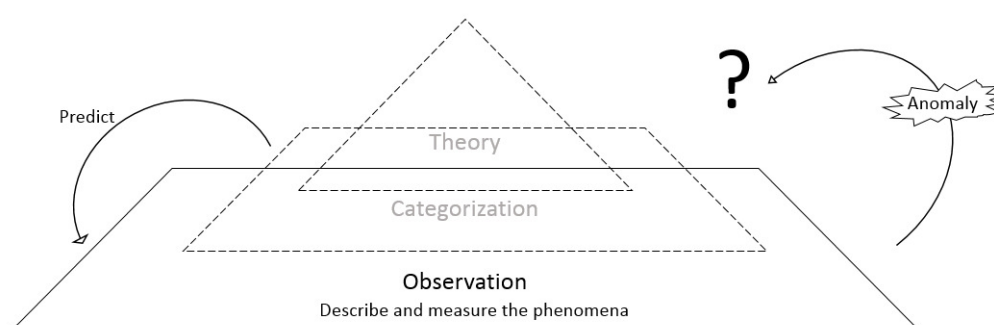 ?
Predict
Anomaly
Theory
Categorization
Observation
Describe and measure the phenomena